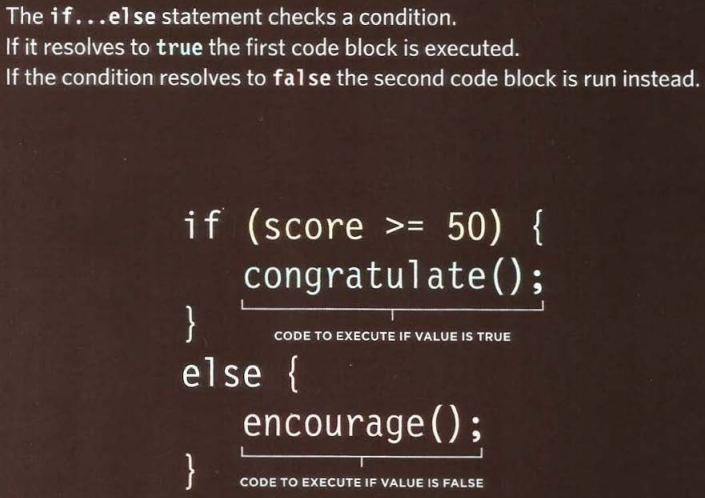 The if...else statement checks a condition.
If it resolves to true the first code block is executed.
If the condition resolves to false the second code block is run instead.
if (score >= 50) {
congratulate();
}
CODE TO EXECUTE IF VALUE IS TRUE
else {
encourage();
}
CODE TO EXECUTE IF VALUE IS FALSE